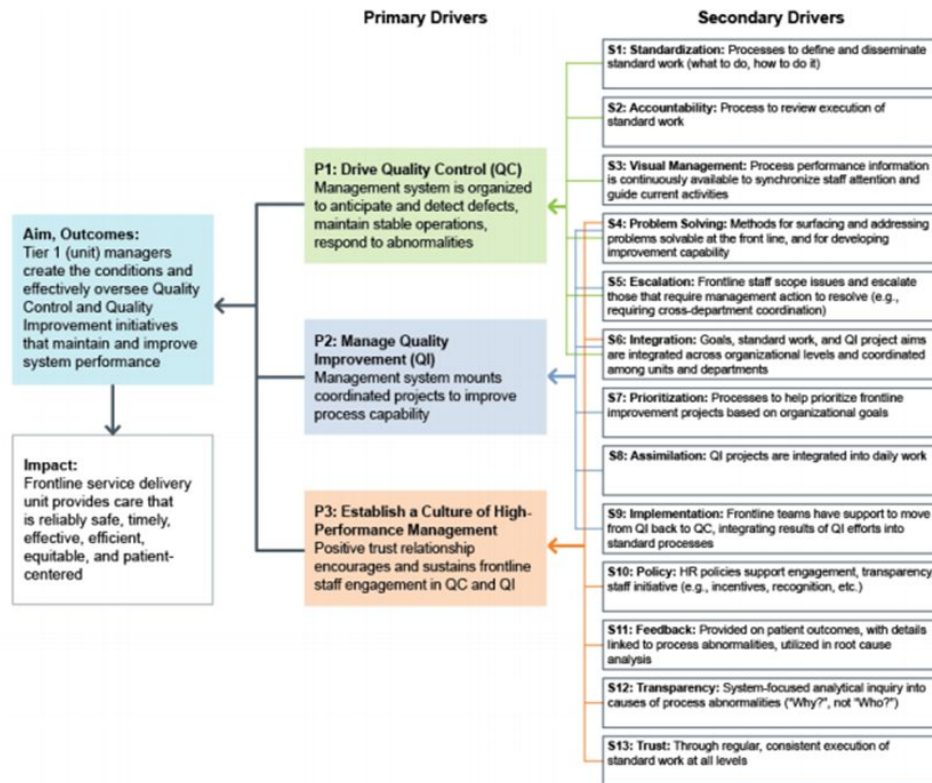 Primary Drivers
Secondary Drivers
Aim, Outcomes:
Tier 1 (unit) managers
create the conditions and
effectively oversee Quality
Control and Quality
Improvement initiatives
that maintain and improve
system performance
Impact:
Frontline service delivery
unit provides care that
is reliably safe, timely,
effective, efficient,
equitable, and patient-
centered
P1: Drive Quality Control (QC)
Management system is organized
to anticipate and detect defects,
maintain stable operations,
respond to abnormalities
P2: Manage Quality
Improvement (QI)
Management system mounts
coordinated projects to improve
process capability
P3: Establish a Culture of High-
Performance Management
Positive trust relationship
encourages and sustains frontline
staff engagement in QC and QI
S1: Standardization: Processes to define and disseminate
standard work (what to do, how to do it)
S2: Accountability: Process to review execution of
standard work
S3: Visual Management: Process performance information
is continuously available to synchronize staff attention and
guide current activities
S4: Problem Solving: Methods for surfacing and addressing
problems solvable at the front line, and for developing
improvement capability
S5: Escalation: Frontline staff scope issues and escalate
those that require management action to resolve (e.g.,
requiring cross-department coordination)
S6: Integration: Goals, standard work, and QI project aims
are integrated across organizational levels and coordinated
among units and departments
S7: Prioritization: Processes to help prioritize frontline
improvement projects based on organizational goals
S8: Assimilation: QI projects are integrated into daily work
S9: Implementation: Frontline teams have support to move
from QI back to QC, integrating results of QI efforts into
standard processes
S10: Policy: HR policies support engagement, transparency,
staff initiative (e.g., incentives, recognition, etc.)
S11: Feedback: Provided on patient outcomes, with details
linked to process abnormalities, utilized in root cause
analysis
S12: Transparency: System-focused analytical inquiry into
causes of process abnormalities ("Why?", not "Who?")
S13: Trust: Through regular, consistent execution of
standard work at all levels